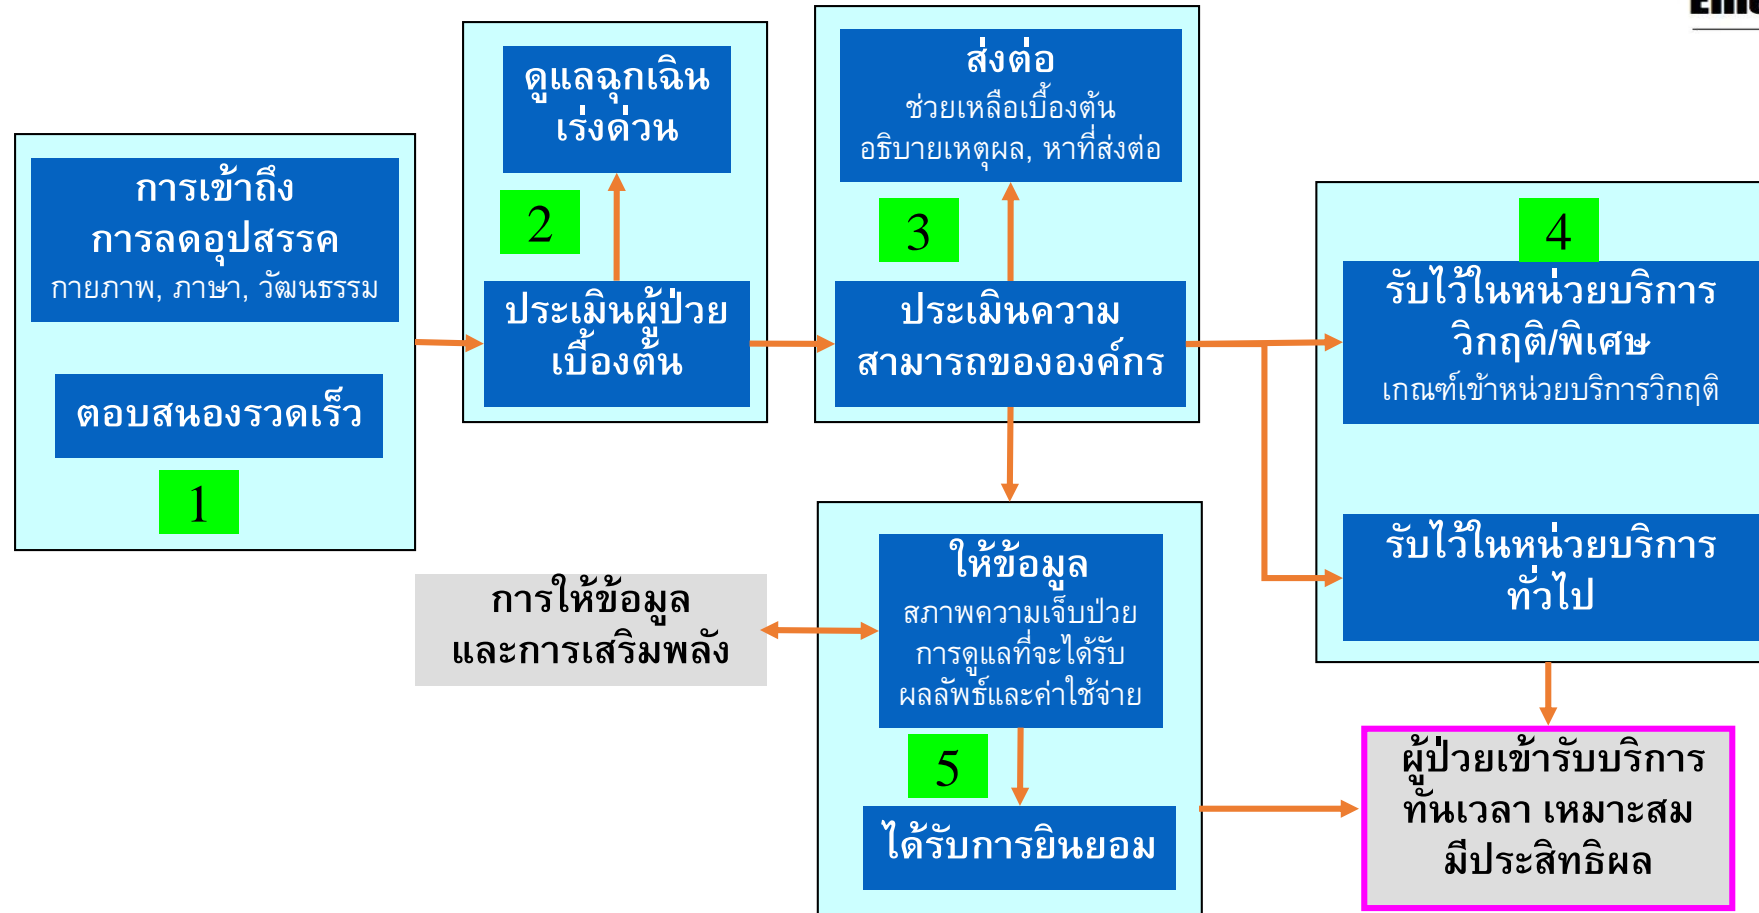 การเข้าถึง
การลดอุปสรรค
กายภาพ, ภาษา, วัฒนธรรม
ตอบสนองรวดเร็ว
1
ดูแลฉุกเฉิน
เร่งด่วน
2
ประเมินผู้ป่วย
เบื้องต้น
ส่งต่อ
ช่วยเหลือเบื้องต้น
อธิบายเหตุผล, หาที่ส่งต่อ
3
ประเมินความ
สามารถขององค์กร
4
รับไว้ในหน่วยบริการ
วิกฤติ/พิเศษ
เกณฑ์เข้าหน่วยบริการวิกฤติ
รับไว้ในหน่วยบริการ
ทั่วไป
การให้ข้อมูล
และการเสริมพลัง
ให้ข้อมูล
สภาพความเจ็บป่วย
การดูแลที่จะได้รับ
ผลลัพธ์และค่าใช้จ่าย
5
ได้รับการยินยอม
ผู้ป่วยเข้ารับบริการ
ทันเวลา เหมาะสม
มีประสิทธิผล